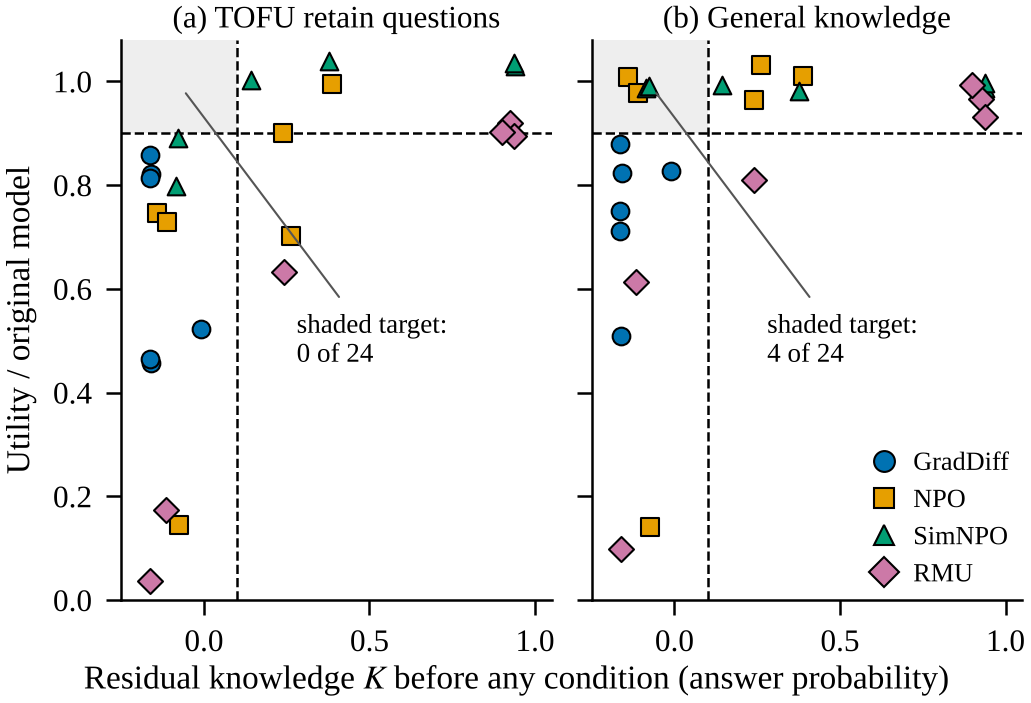 (a) TOFU retain questions
(b) General knowledge
Utility / original model
1.0
0.8
0.6
0.4
0.2
0.0
shaded target:
0 of 24
shaded target:
4 of 24
GradDiff
NPO
SimNPO
RMU
0.0 0.5 1.0
0.0 0.5 1.0
Residual knowledge K before any condition (answer probability)